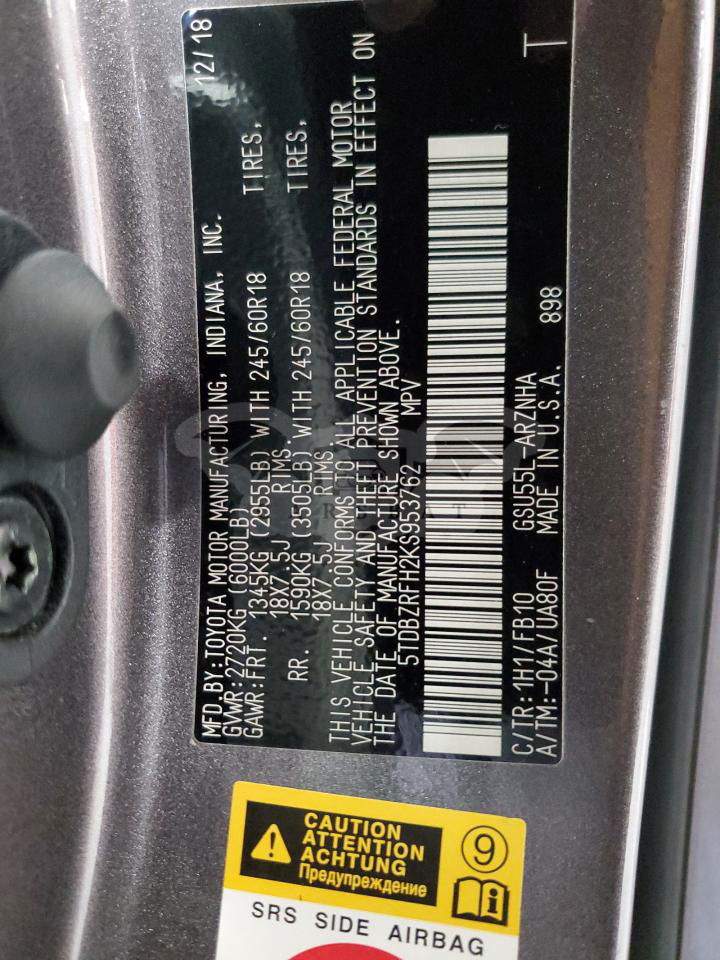 MFD.BY:TOYOTA MOTOR MANUFACTURING, INDIANA, INC. 12/18
GVWR:2720KG (6000LB)
GAWR:FRT. 1345KG (2955LB) WITH 245/60R18 TIRES,
18X7.5J RIMS.
RR. 1590KG (3505LB) WITH 245/60R18 TIRES,
18X7.5J RIMS
THIS VEHICLE CONFORMS TO ALL APPLICABLE FEDERAL MOTOR
VEHICLE SAFETY AND THEFT PREVENTION STANDARDS IN EFFECT ON
THE DATE OF MANUFACTURE SHOWN ABOVE.
5TDBZRFH2KS953762 MPV
C/TR:1H1/FB10 GSU55L-ARZNHA T
A/TM:-04A/UA80F MADE IN U.S.A. 898
CAUTION
ATTENTION
ACHTUNG
Предупреждение
9
i
SRS SIDE AIRBAG